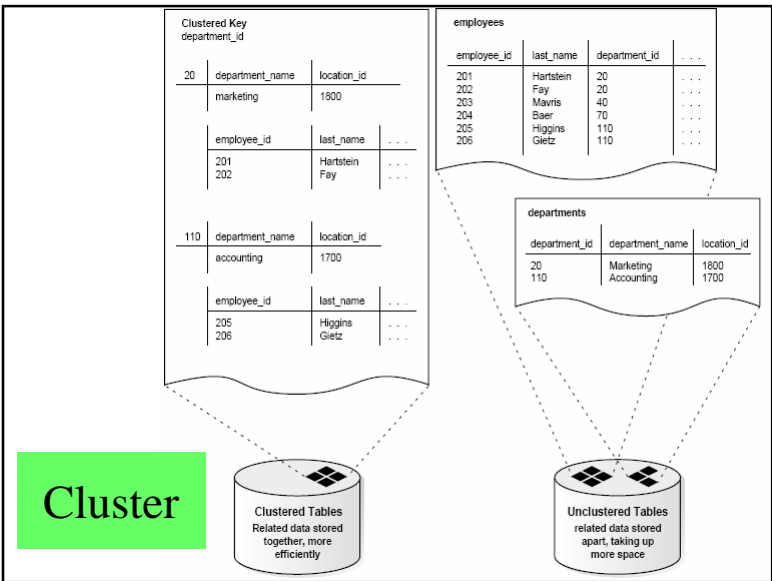 Clustered Key
department_id
20 department_name location_id
marketing 1800
employee_id last_name . . .
201 Hartstein . . .
202 Fay . . .
110 department_name location_id
accounting 1700
employee_id last_name . . .
205 Higgins . . .
206 Gietz . . .
employees
employee_id last_name department_id . . .
201 Hartstein 20 . . .
202 Fay 20 . . .
203 Mavris 40 . . .
204 Baer 70 . . .
205 Higgins 110 . . .
206 Gietz 110 . . .
departments
department_id department_name location_id
20 Marketing 1800
110 Accounting 1700
Cluster
Clustered Tables
Related data stored
together, more
efficiently
Unclustered Tables
related data stored
apart, taking up
more space